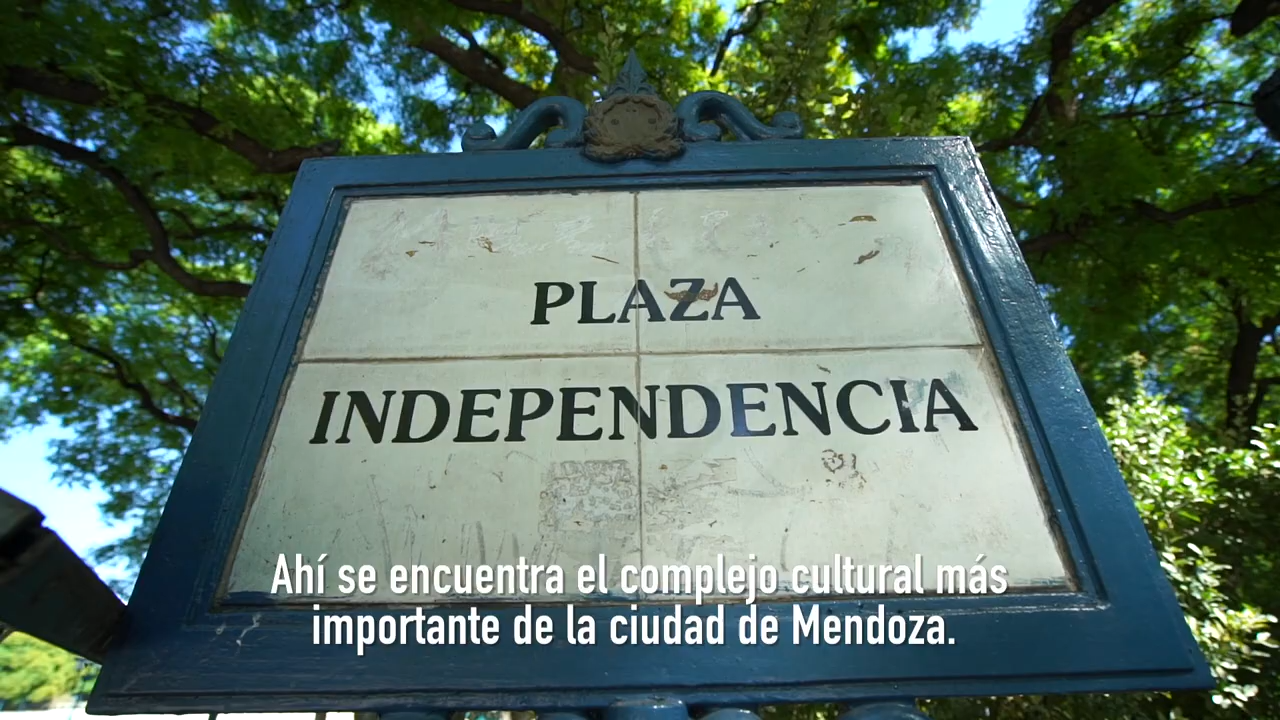 PLAZA
INDEPENDENCIA
Ahí se encuentra el complejo cultural más
importante de la ciudad de Mendoza.